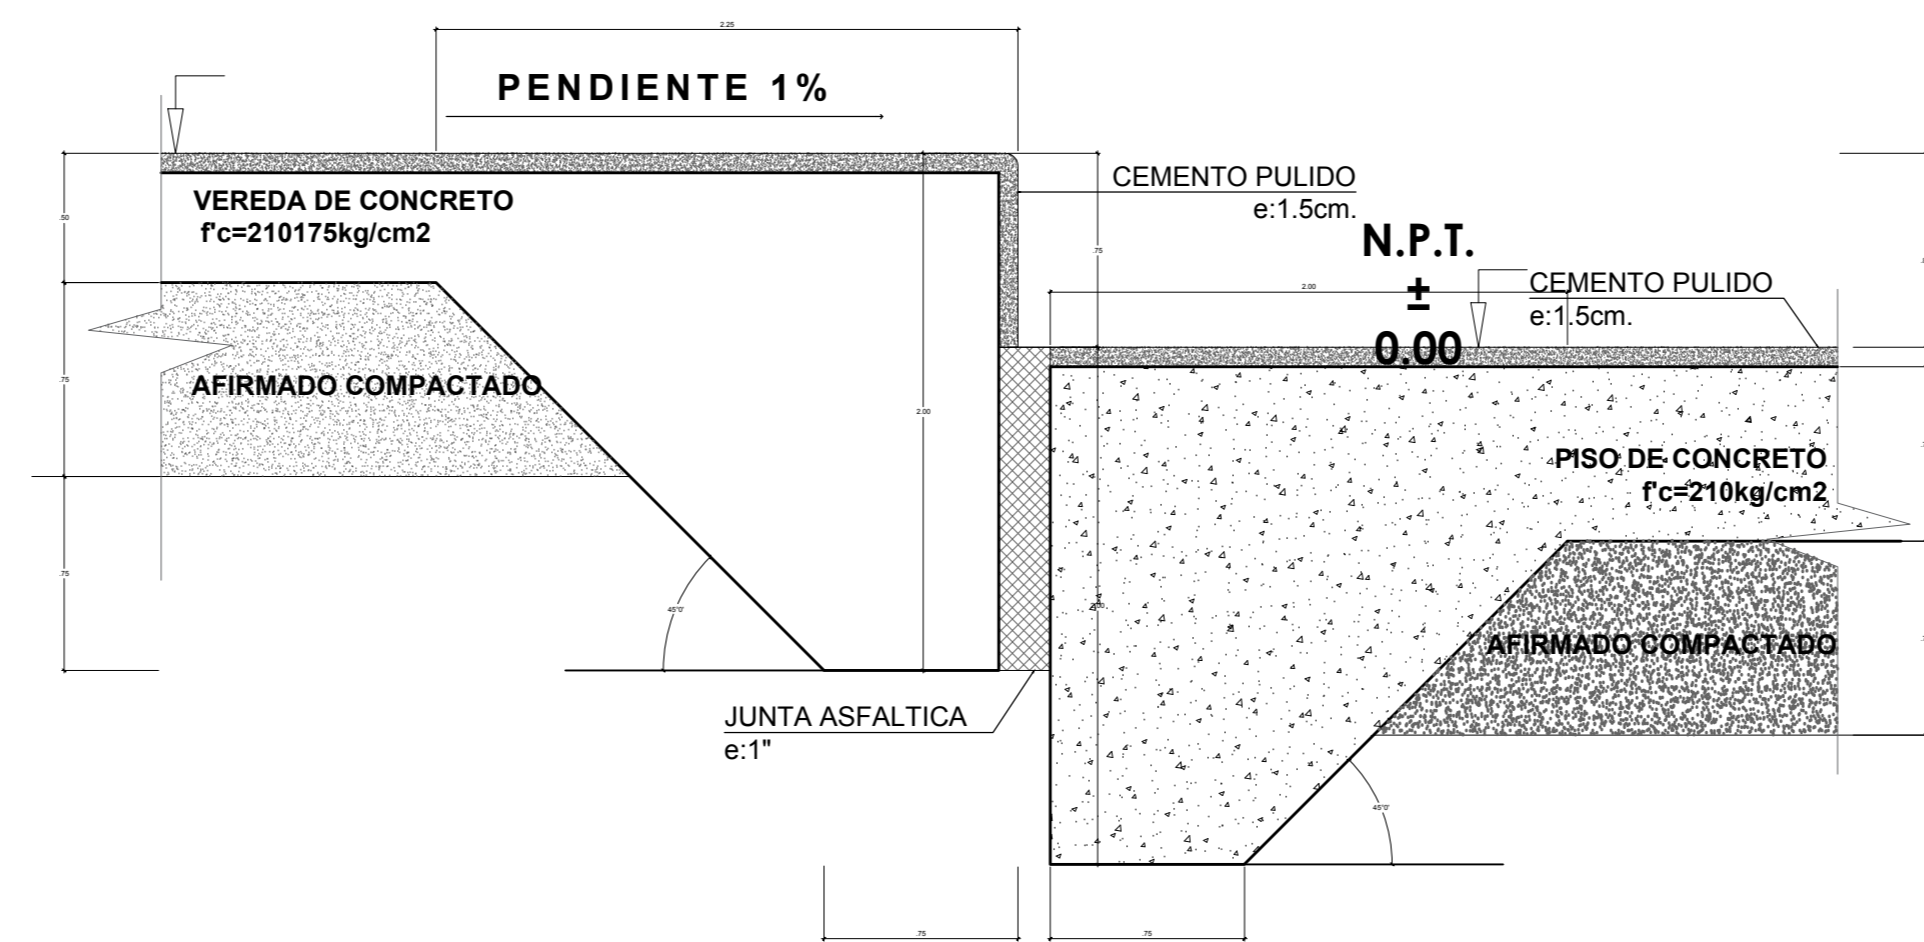 2.25
PENDIENTE 1%
VEREDA DE CONCRETO
f'c=210175kg/cm2
.50
CEMENTO PULIDO
e:1.5cm.
N.P.T.
±
0.00
.75
2.00
CEMENTO PULIDO
e:1.5cm.
AFIRMADO COMPACTADO
.75
2.00
PISO DE CONCRETO
f'c=210kg/cm2
.75
45°0'
2.00
AFIRMADO COMPACTADO
JUNTA ASFALTICA
e:1"
45°0'
.75
.75